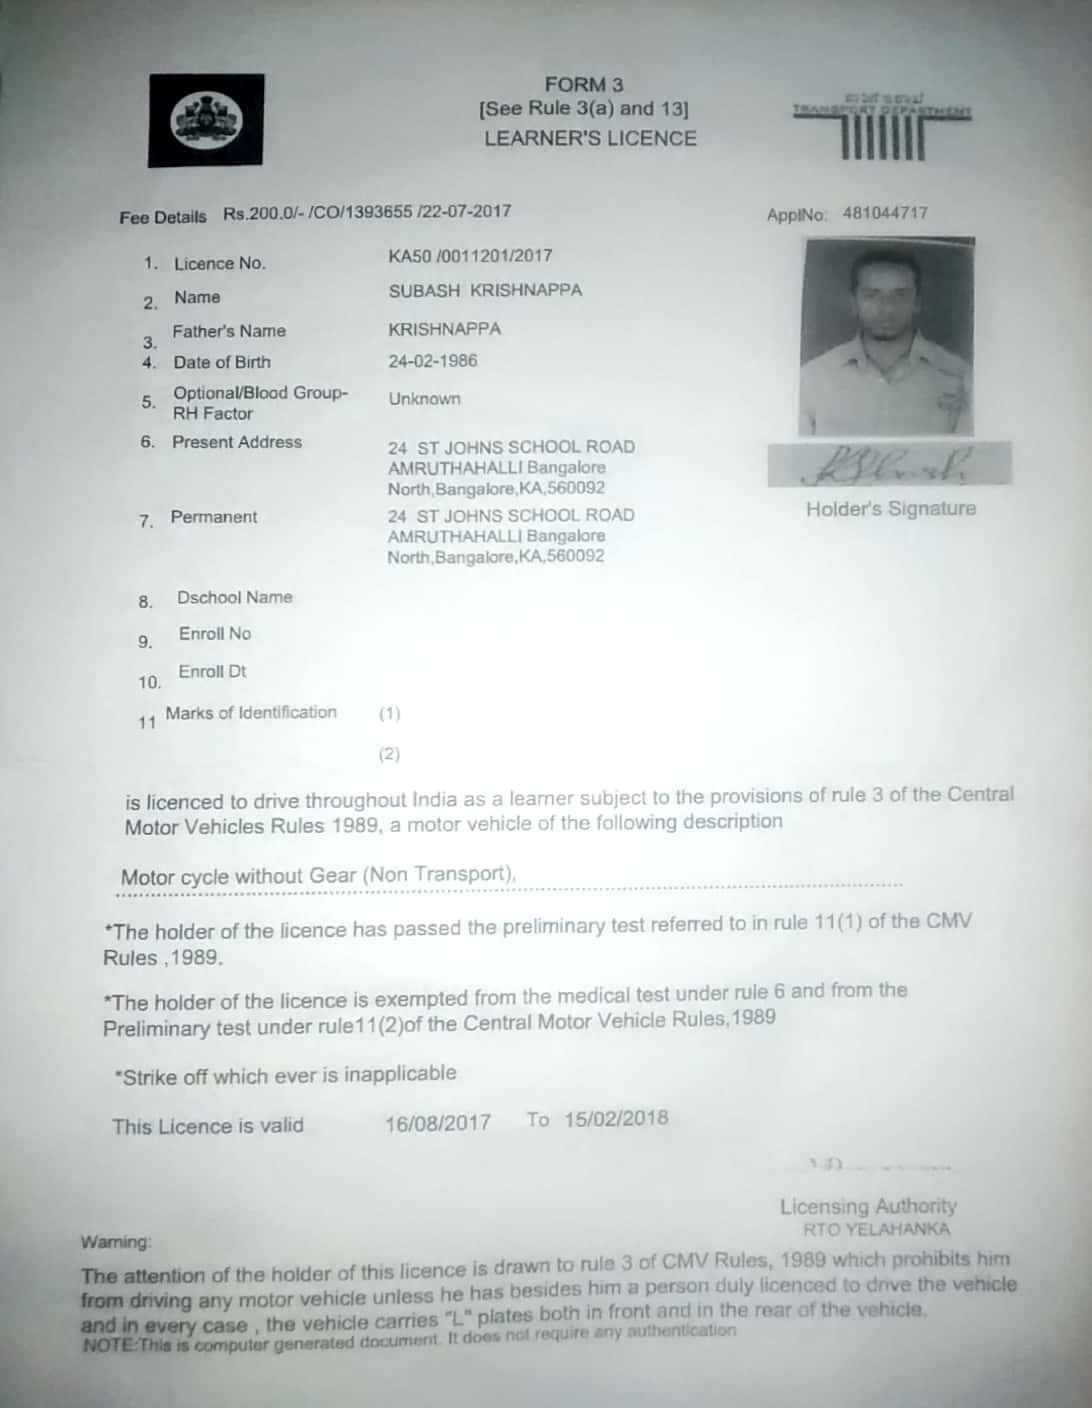 FORM 3
[See Rule 3(a) and 13]
LEARNER'S LICENCE
TRANSPORT DEPARTMENT
Fee Details Rs.200.0/- /CO/1393655 /22-07-2017
ApplNo: 481044717
1. Licence No. KA50 /0011201/2017
2. Name SUBASH KRISHNAPPA
3. Father's Name KRISHNAPPA
4. Date of Birth 24-02-1986
5. Optional/Blood Group-
RH Factor Unknown
6. Present Address 24 ST JOHNS SCHOOL ROAD
AMRUTHAHALLI Bangalore
North,Bangalore,KA,560092
Holder's Signature
7. Permanent 24 ST JOHNS SCHOOL ROAD
AMRUTHAHALLI Bangalore
North,Bangalore,KA,560092
8. Dschool Name
9. Enroll No
10. Enroll Dt
11 Marks of Identification (1)
(2)
is licenced to drive throughout India as a learner subject to the provisions of rule 3 of the Central
Motor Vehicles Rules 1989, a motor vehicle of the following description
Motor cycle without Gear (Non Transport),
*The holder of the licence has passed the preliminary test referred to in rule 11(1) of the CMV
Rules ,1989.
*The holder of the licence is exempted from the medical test under rule 6 and from the
Preliminary test under rule11(2)of the Central Motor Vehicle Rules,1989
*Strike off which ever is inapplicable
This Licence is valid 16/08/2017 To 15/02/2018
Licensing Authority
RTO YELAHANKA
Warning:
The attention of the holder of this licence is drawn to rule 3 of CMV Rules, 1989 which prohibits him
from driving any motor vehicle unless he has besides him a person duly licenced to drive the vehicle
and in every case , the vehicle carries "L" plates both in front and in the rear of the vehicle.
NOTE:This is computer generated document. It does not require any authentication